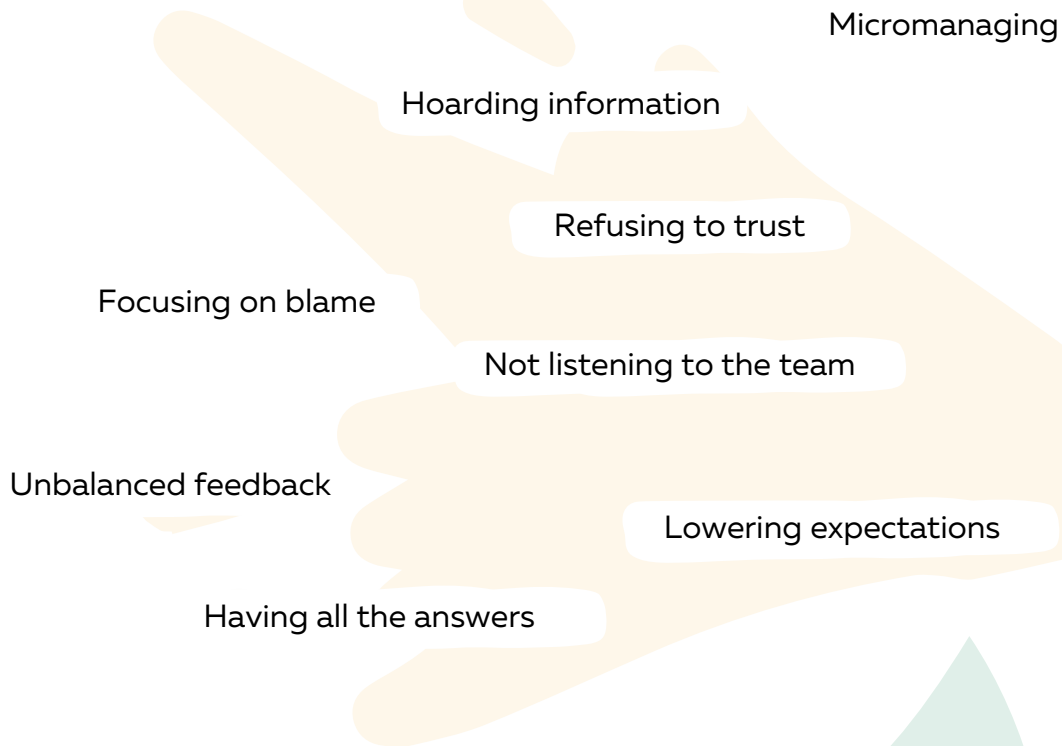 Micromanaging
Hoarding information
Refusing to trust
Focusing on blame
Not listening to the team
Unbalanced feedback
Lowering expectations
Having all the answers